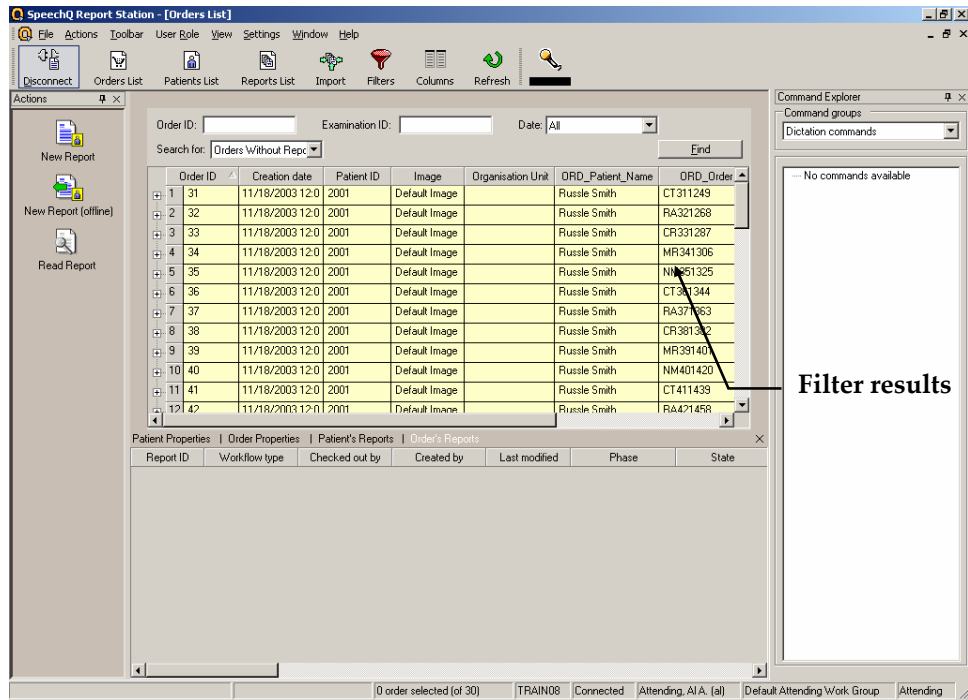 SpeechQ Report Station - [Orders List]
File Actions Toolbar User Role View Settings Window Help
Disconnect Orders List Patients List Reports List Import Filters Columns Refresh
Actions
New Report
New Report (offline)
Read Report
Order ID: Examination ID: Date: All
Search for: Orders Without Repc Find
Order ID Creation date Patient ID Image Organisation Unit ORD_Patient_Name ORD_Order
1 31 11/18/2003 12:0 2001 Default Image Russle Smith CT311249
2 32 11/18/2003 12:0 2001 Default Image Russle Smith RA321268
3 33 11/18/2003 12:0 2001 Default Image Russle Smith CR331287
4 34 11/18/2003 12:0 2001 Default Image Russle Smith MR341306
5 35 11/18/2003 12:0 2001 Default Image Russle Smith NM351325
6 36 11/18/2003 12:0 2001 Default Image Russle Smith CT361344
7 37 11/18/2003 12:0 2001 Default Image Russle Smith RA371363
8 38 11/18/2003 12:0 2001 Default Image Russle Smith CR381382
9 39 11/18/2003 12:0 2001 Default Image Russle Smith MR391401
10 40 11/18/2003 12:0 2001 Default Image Russle Smith NM401420
11 41 11/18/2003 12:0 2001 Default Image Russle Smith CT411439
12 42 11/18/2003 12:0 2001 Default Image Russle Smith RA421458
Patient Properties | Order Properties | Patient's Reports | Order's Reports
Report ID Workflow type Checked out by Created by Last modified Phase State
Command Explorer
Command groups
Dictation commands
No commands available
Filter results
0 order selected (of 30) TRAIN08 Connected Attending, Al A. (al) Default Attending Work Group Attending